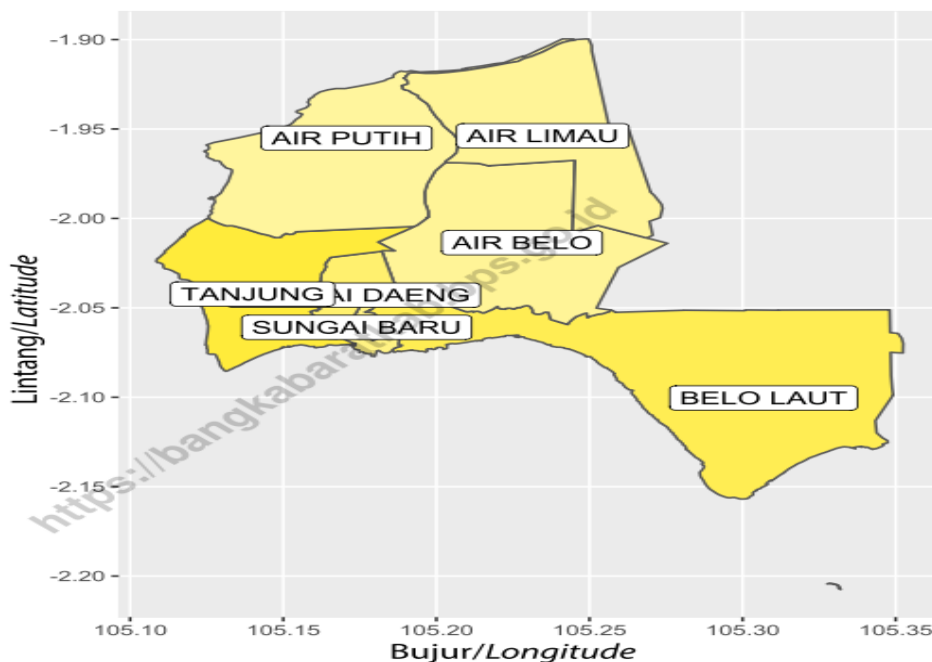 -1.90
-1.95
-2.00
-2.05
-2.10
-2.15
-2.20
Lintang/Latitude
AIR PUTIH
AIR LIMAU
AIR BELO
TANJUNG
AI DAENG
SUNGAI BARU
BELO LAUT
https://bangkabaratkab.bps.go.id
105.10 105.15 105.20 105.25 105.30 105.35
Bujur/Longitude